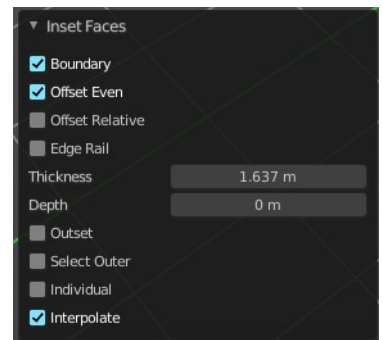 Inset Faces
Boundary
Offset Even
Offset Relative
Edge Rail
Thickness 1.637 m
Depth 0 m
Outset
Select Outer
Individual
Interpolate